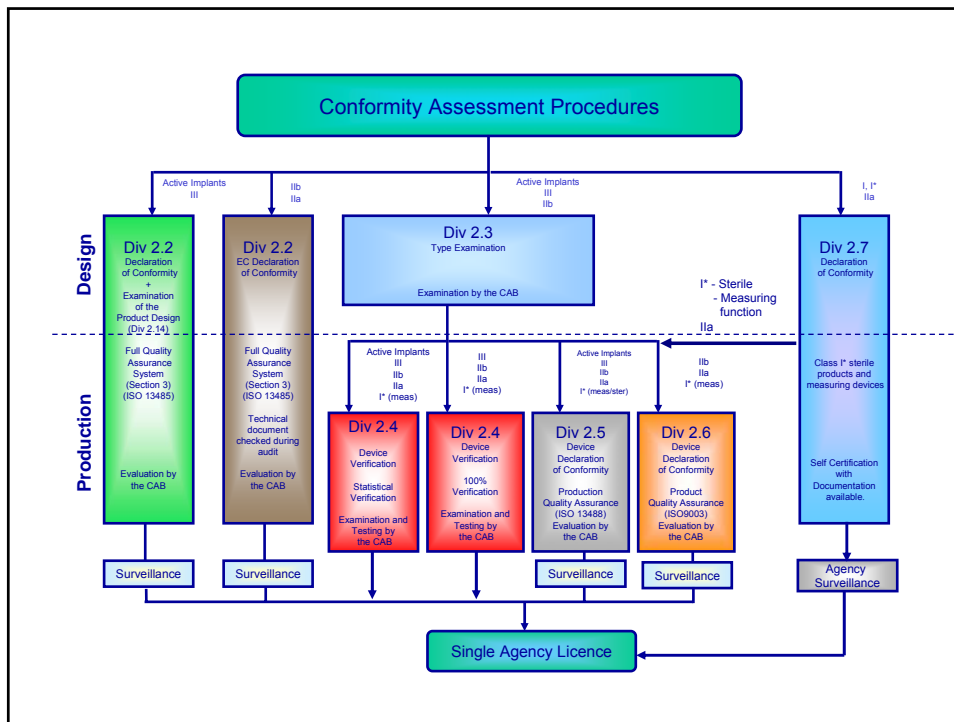 Conformity Assessment Procedures
Active Implants
III
IIb
IIa
Active Implants
III
IIb
I, I*
IIa
Design
Production
Div 2.2
Declaration
of Conformity
+
Examination
of the
Product Design
(Div 2.14)
Full Quality
Assurance
System
(Section 3)
(ISO 13485)
Evaluation by
the CAB
Div 2.2
EC Declaration
of Conformity
Full Quality
Assurance
System
(Section 3)
(ISO 13485)
Technical
document
checked during
audit
Evaluation by
the CAB
Div 2.3
Type Examination
Examination by the CAB
I* - Sterile
- Measuring
function
IIa
Div 2.7
Declaration
of Conformity
Class I* sterile
products and
measuring devices
Self Certification
with
Documentation
available.
Active Implants
III
IIb
IIa
I* (meas)
III
IIb
IIa
I* (meas)
Active Implants
III
IIb
IIa
I* (meas/ster)
IIb
IIa
I* (meas)
Div 2.4
Device
Verification
Statistical
Verification
Examination and
Testing by
the CAB
Div 2.4
Device
Verification
100%
Verification
Examination and
Testing by
the CAB
Div 2.5
Device
Declaration
of Conformity
Production
Quality Assurance
(ISO 13488)
Evaluation by
the CAB
Div 2.6
Device
Declaration
of Conformity
Product
Quality Assurance
(ISO9003)
Evaluation by
the CAB
Surveillance
Surveillance
Surveillance
Surveillance
Agency
Surveillance
Single Agency Licence